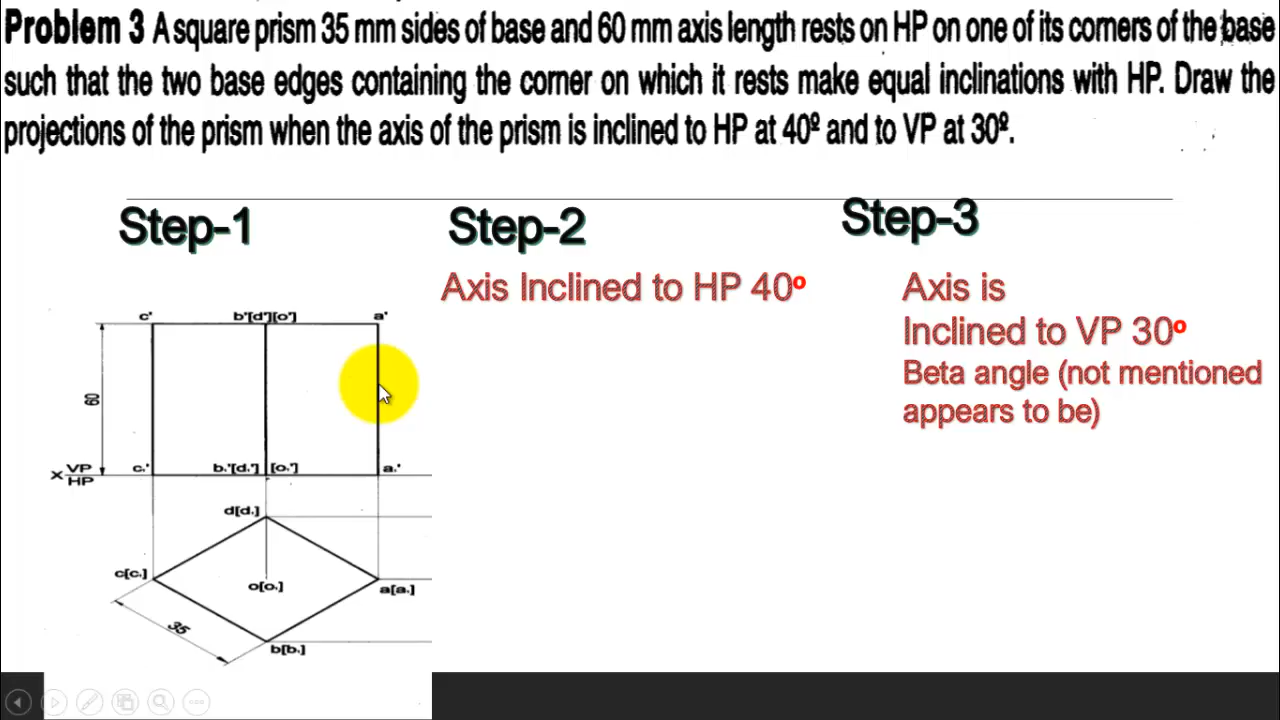 Problem 3 A square prism 35 mm sides of base and 60 mm axis length rests on HP on one of its corners of the base
such that the two base edges containing the corner on which it rests make equal inclinations with HP. Draw the
projections of the prism when the axis of the prism is inclined to HP at 40º and to VP at 30º.
Step-1
Step-2
Step-3
Axis Inclined to HP 40º
Axis is
Inclined to VP 30º
Beta angle (not mentioned
appears to be)
c' b'[d'][o'] a'
60
X VP
HP
c₁' b₁'[d₁'] [o₁'] a₁'
d[d₁]
c[c₁] o[o₁] a[a₁]
35
b[b₁]